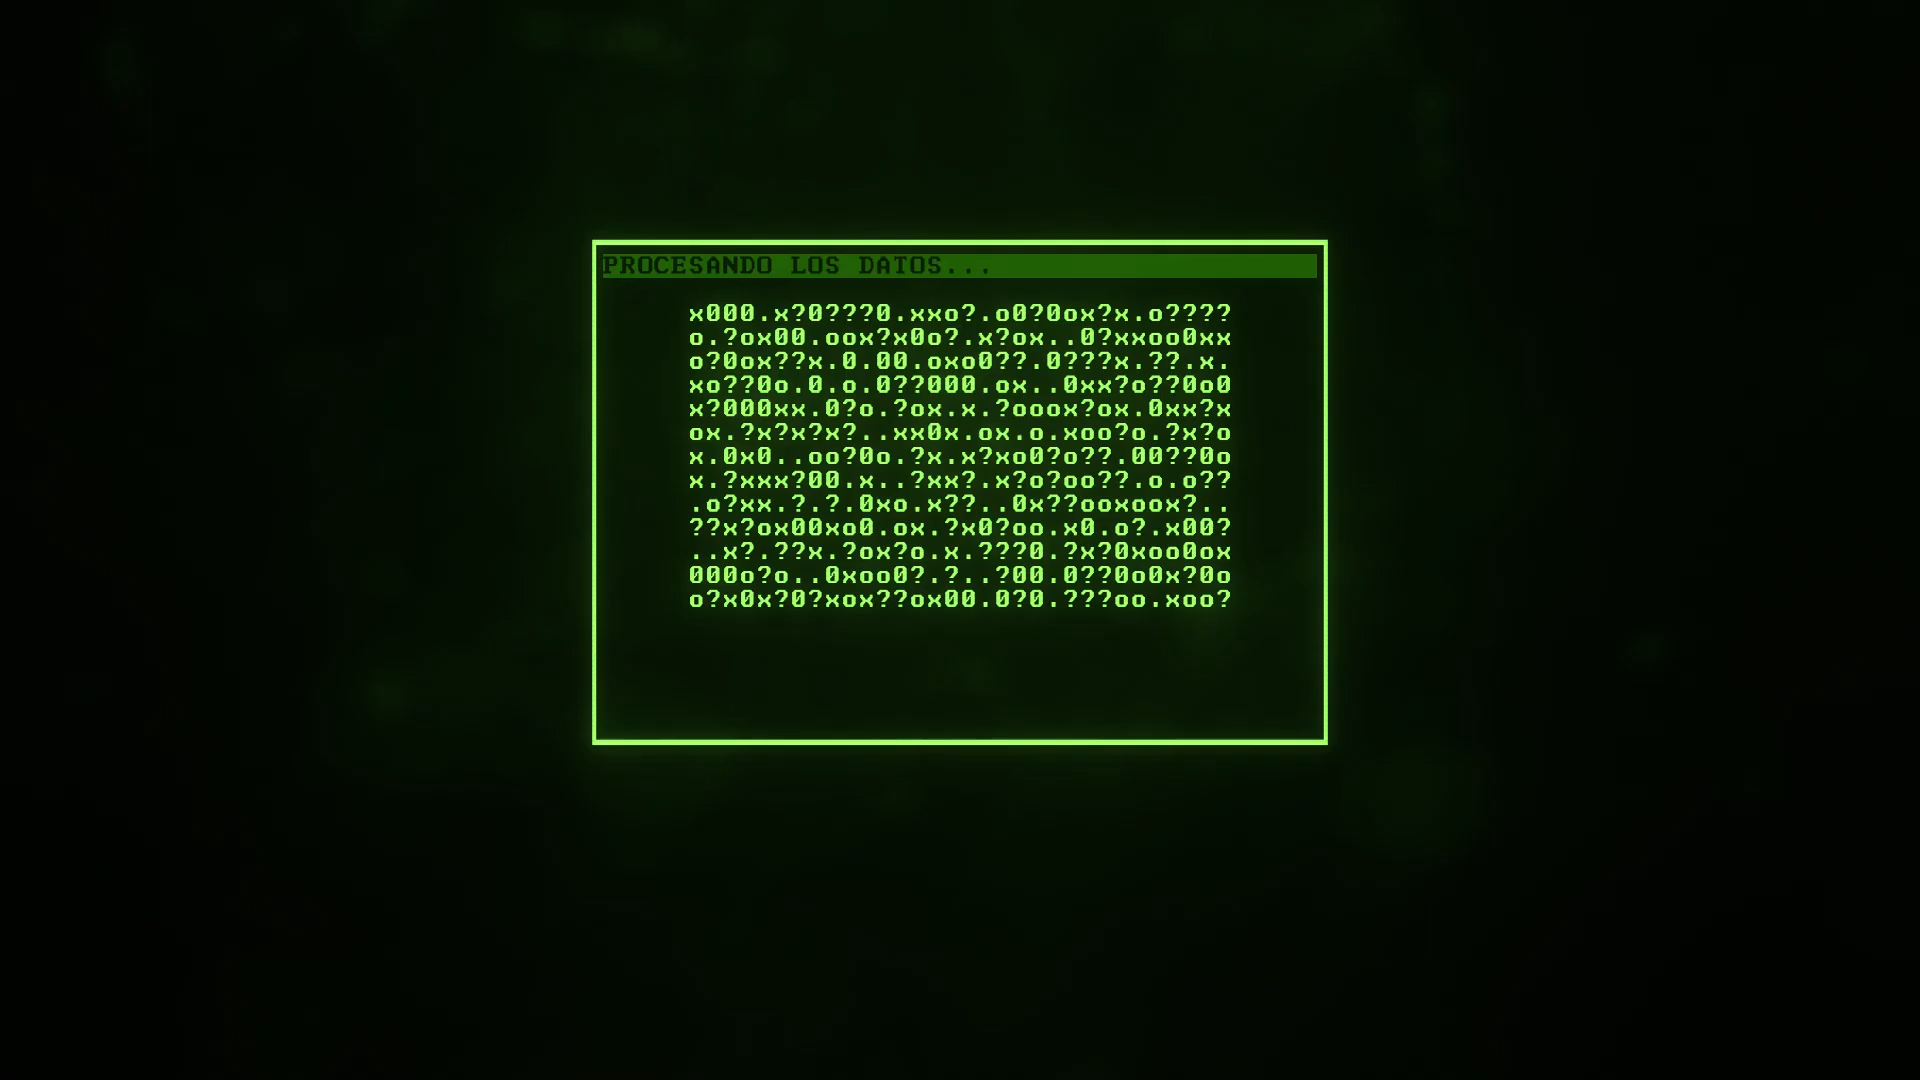 PROCESANDO LOS DATOS...
x000.x?0???0.xxo?.o0?0ox?x.o????
o.?ox00.oox?x0o?.x?ox..0?xxoo0xx
o?0ox??x.0.00.oxo0??.0???x.??.x.
xo??0o.0.o.0??000.ox..0xx?o??0o0
x?000xx.0?o.?ox.x.?ooox?ox.0xx?x
ox.?x?x?x?..xx0x.ox.o.xoo?o.?x?o
x.0x0..oo?0o.?x.x?xo0?o??.00??0o
x.?xxx?00.x..?xx?.x?o?oo??.o.o??
.o?xx.?.?.0xo.x??..0x??ooxoox?..
??x?ox00xo0.ox.?x0?oo.x0.o?.x00?
..x?.??x.?ox?o.x.???0.?x?0xoo0ox
000o?o..0xoo0?.?..?00.0??0o0x?0o
o?x0x?0?xox??ox00.0?0.???oo.xoo?